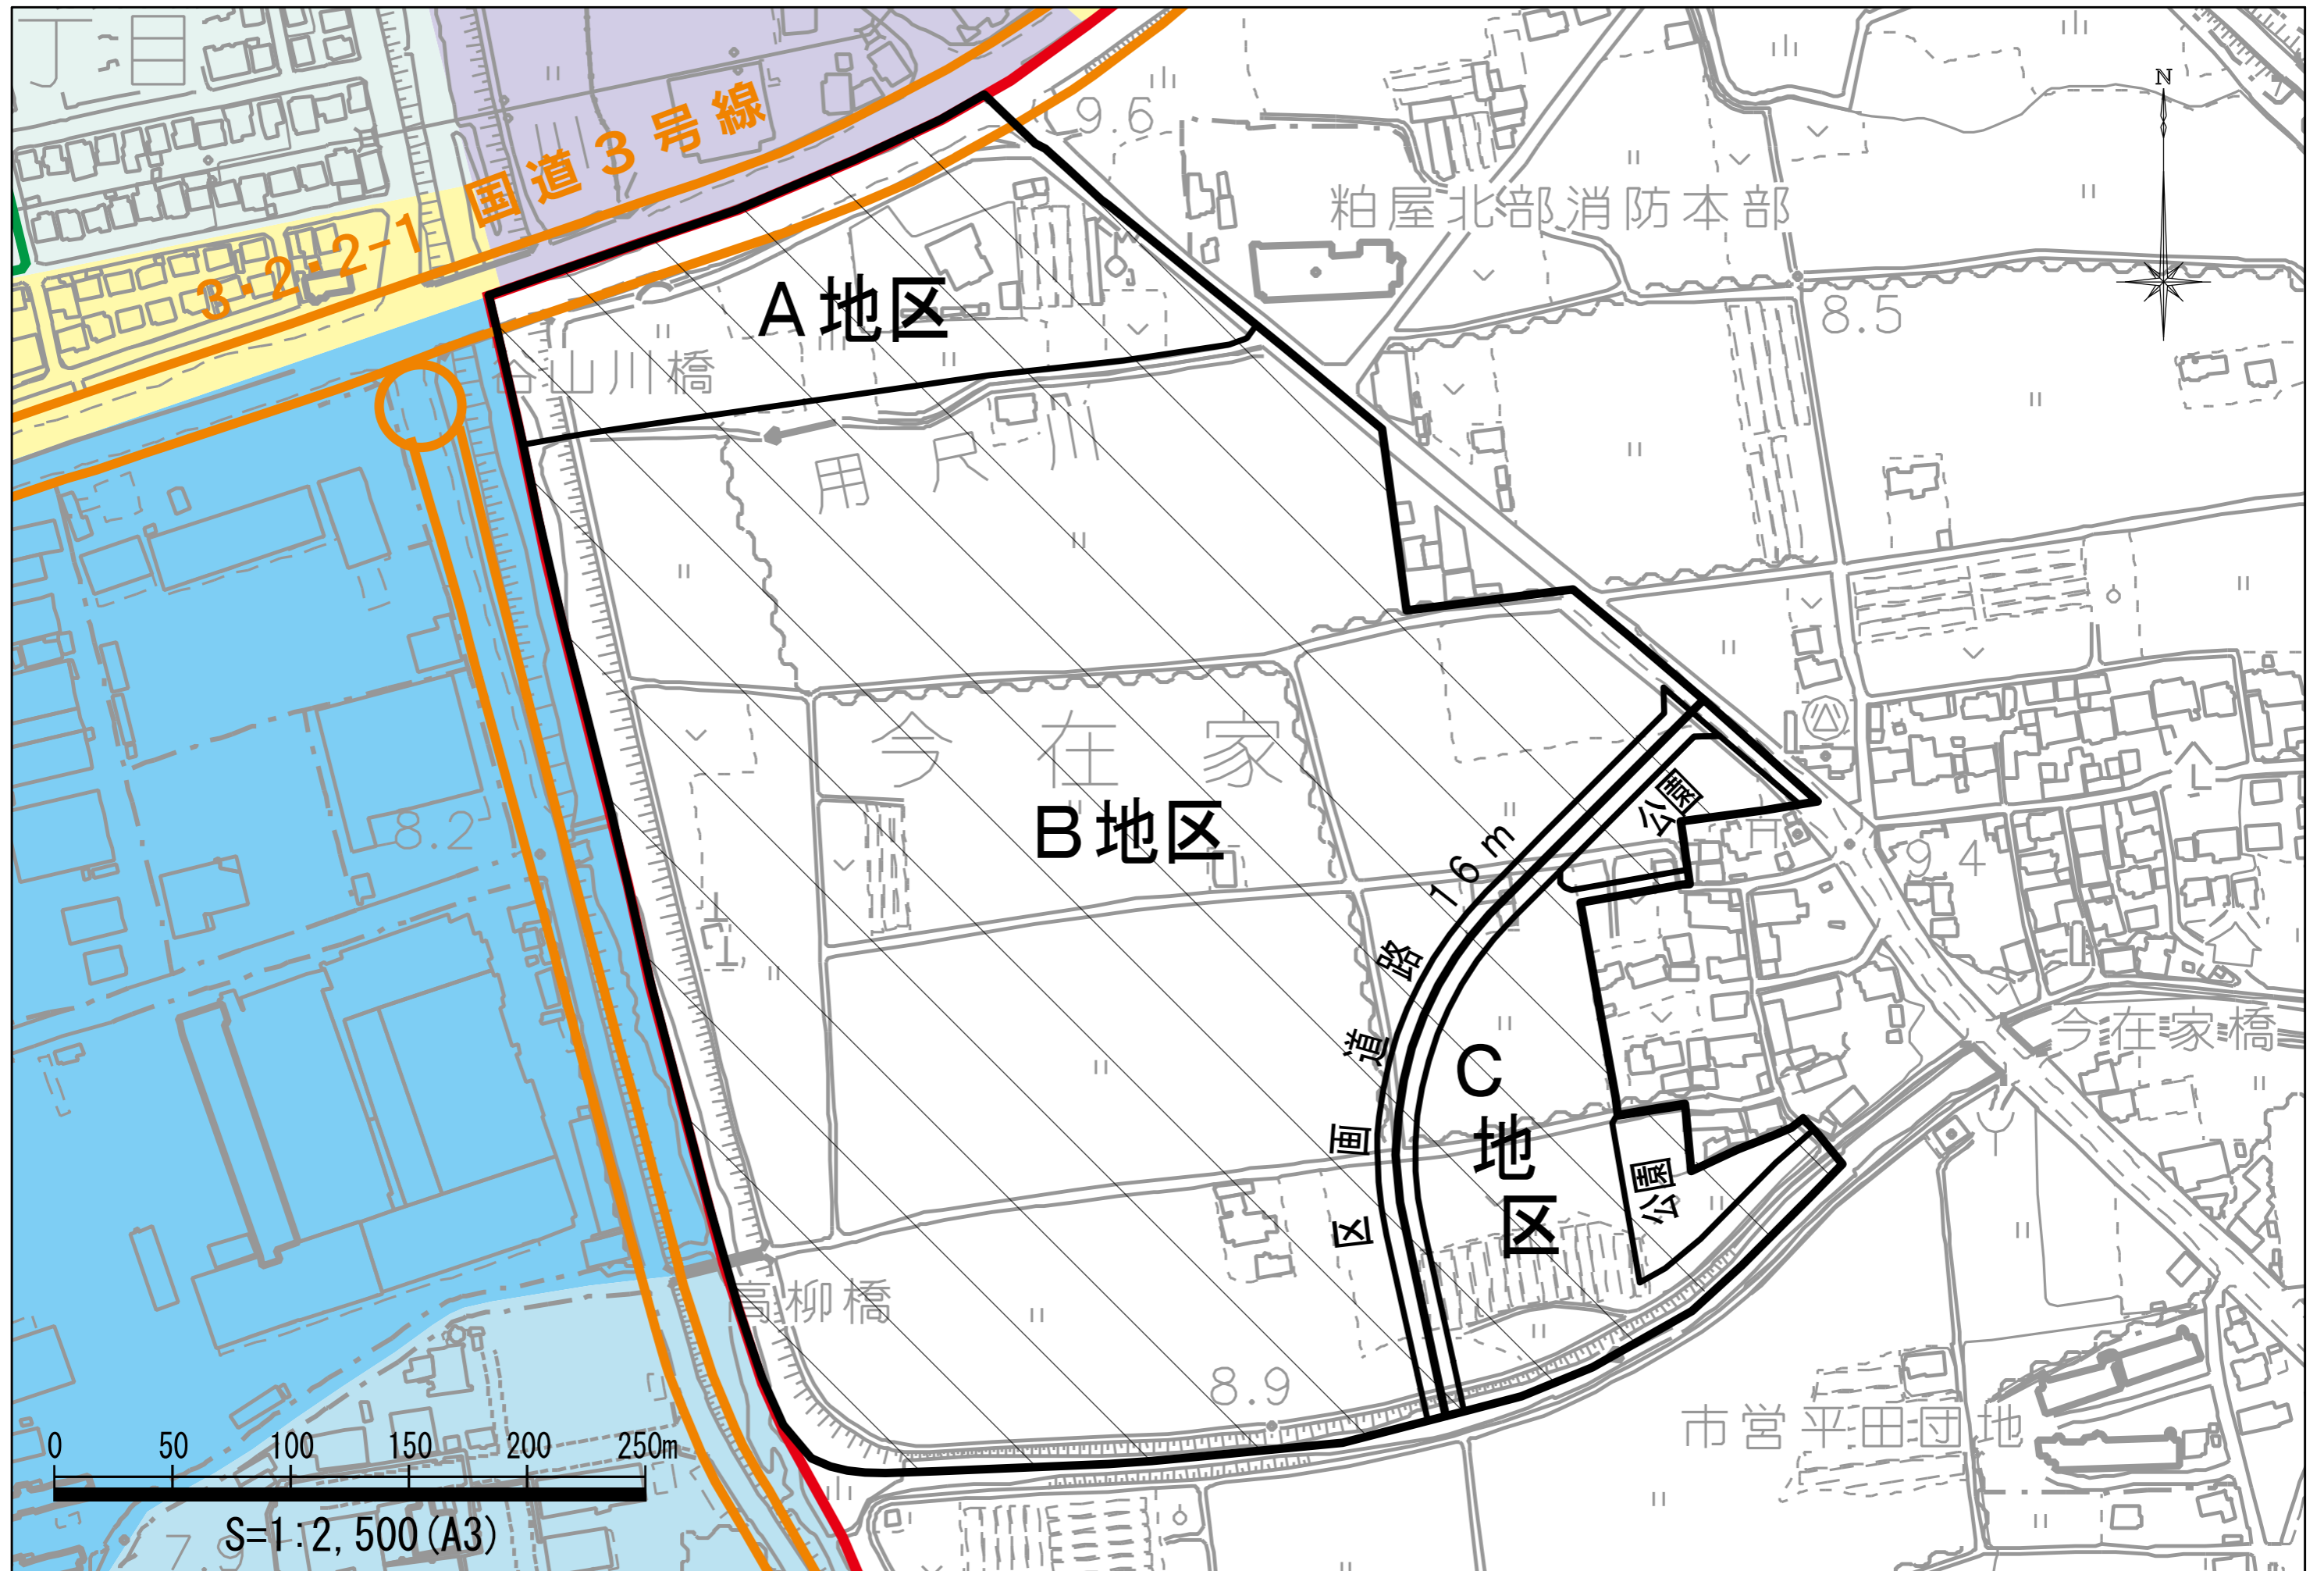 丁目
3・2・2-1 国道3号線
9.6
N
粕屋北部消防本部
A地区
8.5
谷山川橋
用尺川
今在家
B地区
8.2
16m
公園
9.4
区画道路
今在家橋
C地区
公園
高柳橋
8.9
市営平田団地
0 50 100 150 200 250m
S=1:2,500(A3)
7.9